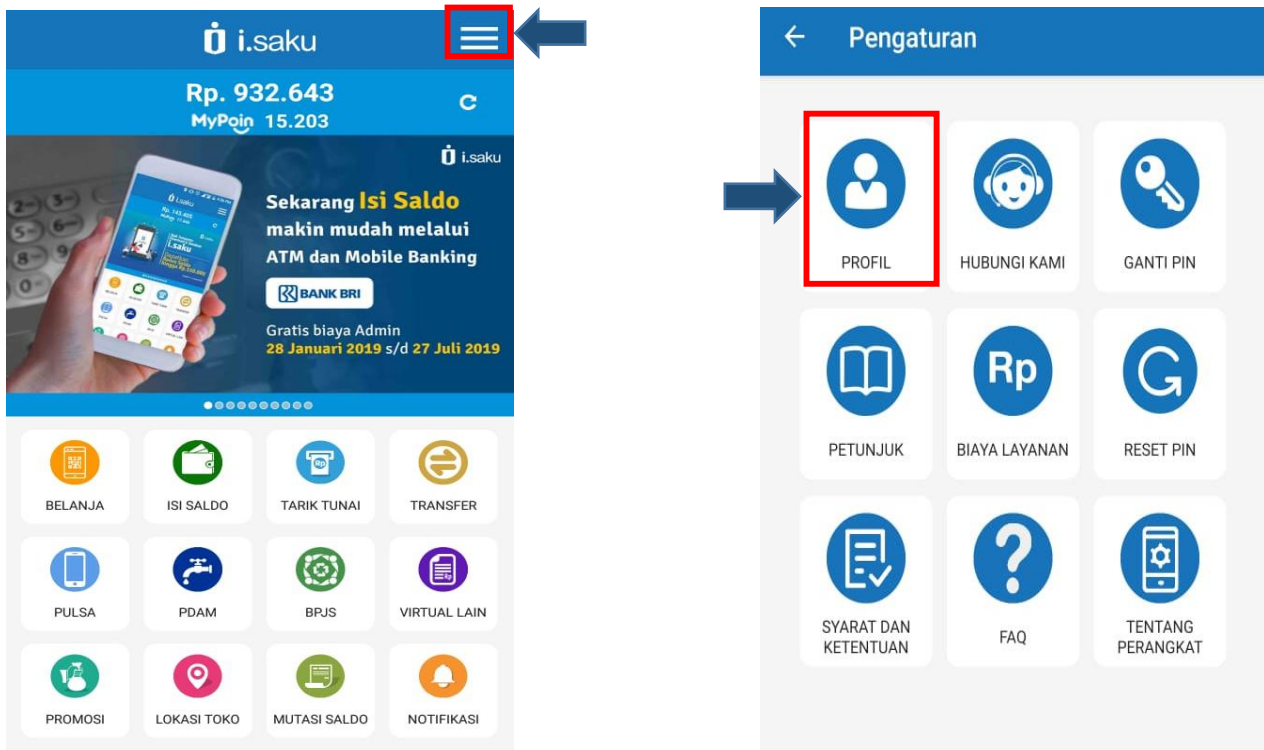 i.saku
Rp. 932.643
MyPoin 15.203
i.saku
Sekarang Isi Saldo
makin mudah melalui
ATM dan Mobile Banking
BANK BRI
Gratis biaya Admin
28 Januari 2019 s/d 27 Juli 2019
BELANJA
ISI SALDO
TARIK TUNAI
TRANSFER
PULSA
PDAM
BPJS
VIRTUAL LAIN
PROMOSI
LOKASI TOKO
MUTASI SALDO
NOTIFIKASI
Pengaturan
PROFIL
HUBUNGI KAMI
GANTI PIN
Rp
PETUNJUK
BIAYA LAYANAN
RESET PIN
SYARAT DAN
KETENTUAN
FAQ
TENTANG
PERANGKAT